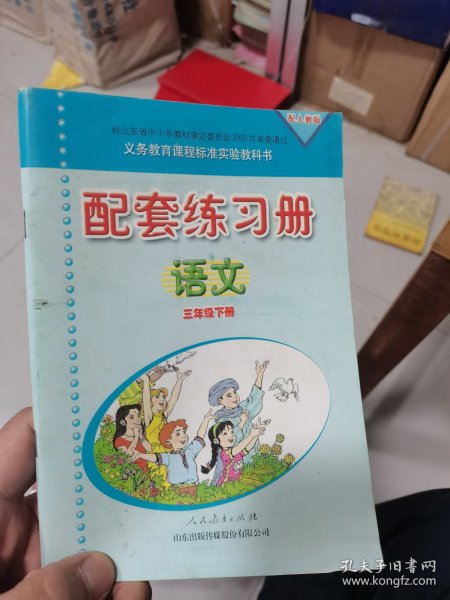 配人教版
经山东省中小学教材审定委员会2009年审查通过
义务教育课程标准实验教科书
配套练习册
语文
三年级下册
人民教育出版社
山东出版传媒股份有限公司
孔夫子旧书网
www.kongfz.com